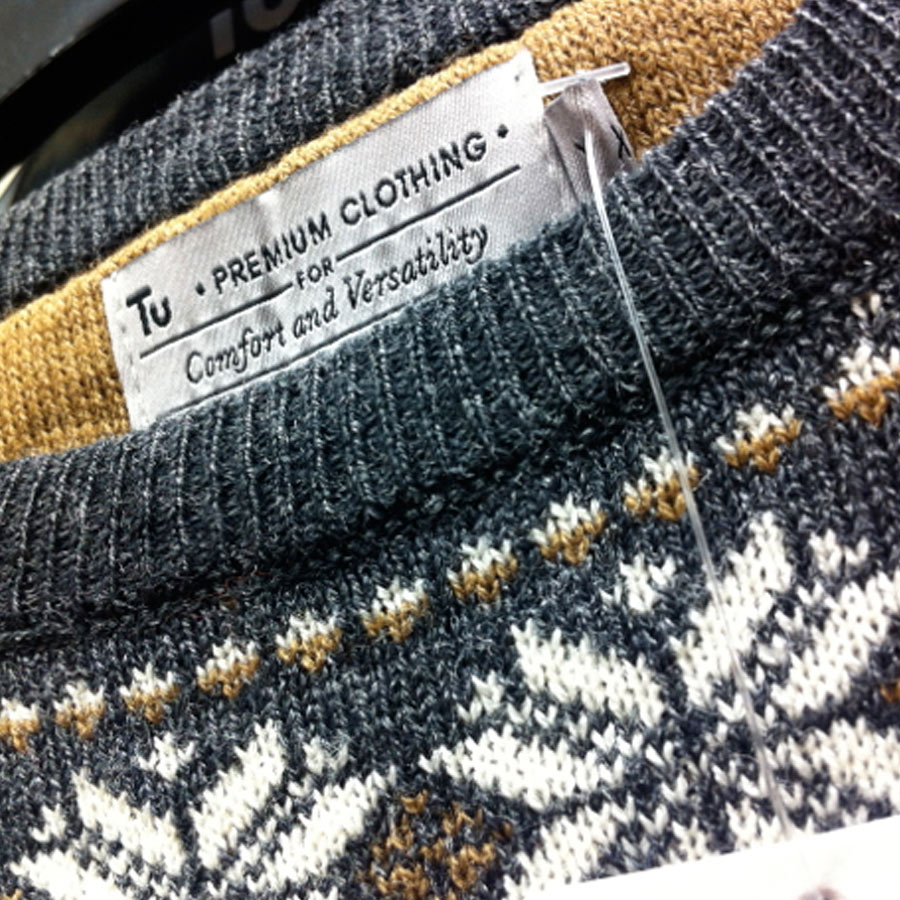 Tu • PREMIUM CLOTHING •
FOR
Comfort and Versatility